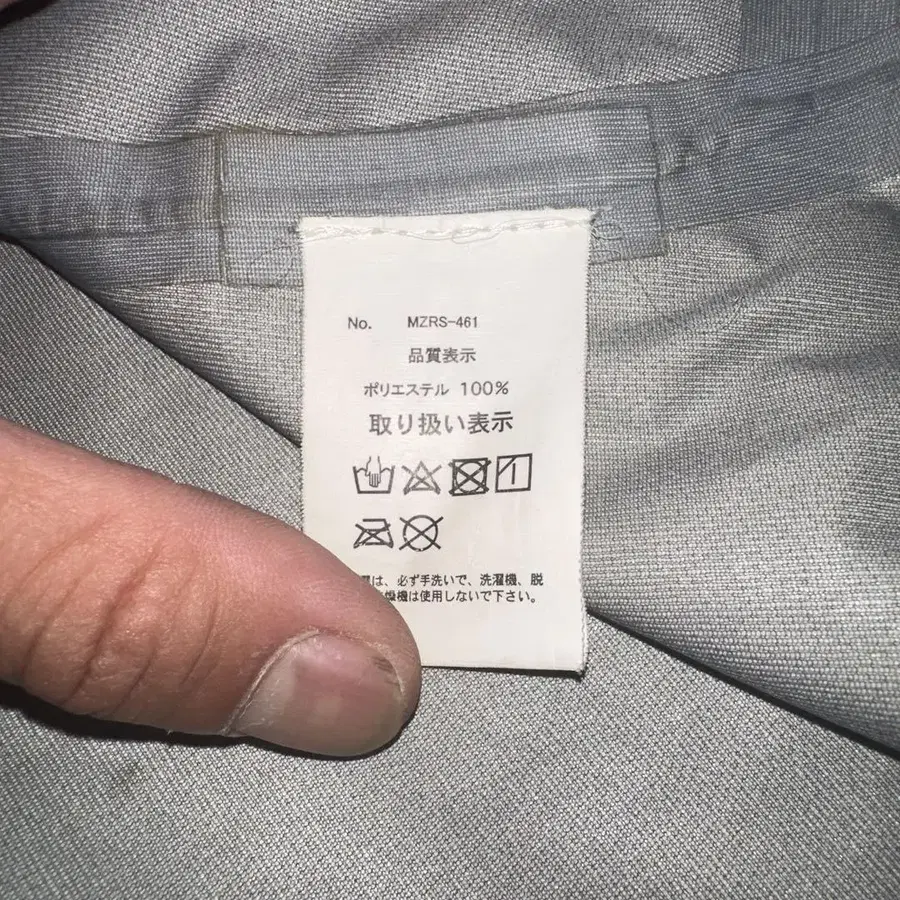 No. MZRS-461
品質表示
ポリエステル 100%
取り扱い表示
は、必ず手洗いで、洗濯機、脱
燥機は使用しないで下さい。